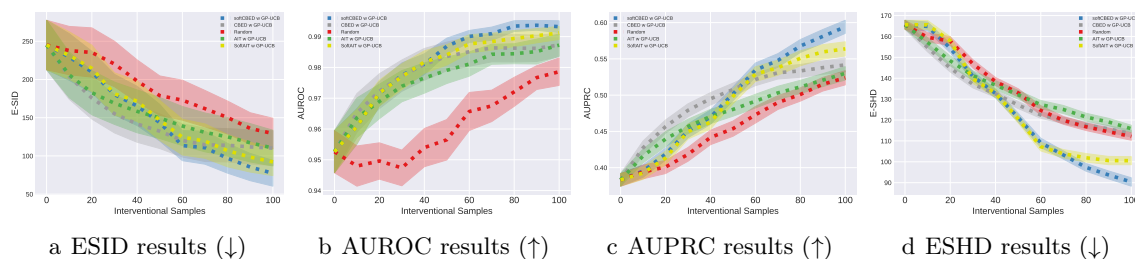 250
200
150
100
50
E-SID
0
20
40
60
80
100
Interventional Samples
softCBED w GP-UCB
CBED w GP-UCB
Random
AIT w GP-UCB
SoftAIT w GP-UCB
a ESID results (↓)
0.99
0.98
0.97
0.96
0.95
0.94
AUROC
0
20
40
60
80
100
Interventional Samples
softCBED w GP-UCB
CBED w GP-UCB
Random
AIT w GP-UCB
SoftAIT w GP-UCB
b AUROC results (↑)
0.60
0.55
0.50
0.45
0.40
AUPRC
0
20
40
60
80
100
Interventional Samples
softCBED w GP-UCB
CBED w GP-UCB
Random
AIT w GP-UCB
SoftAIT w GP-UCB
c AUPRC results (↑)
160
150
140
130
120
110
100
90
E-SHD
0
20
40
60
80
100
Interventional Samples
softCBED w GP-UCB
CBED w GP-UCB
Random
AIT w GP-UCB
SoftAIT w GP-UCB
d ESHD results (↓)